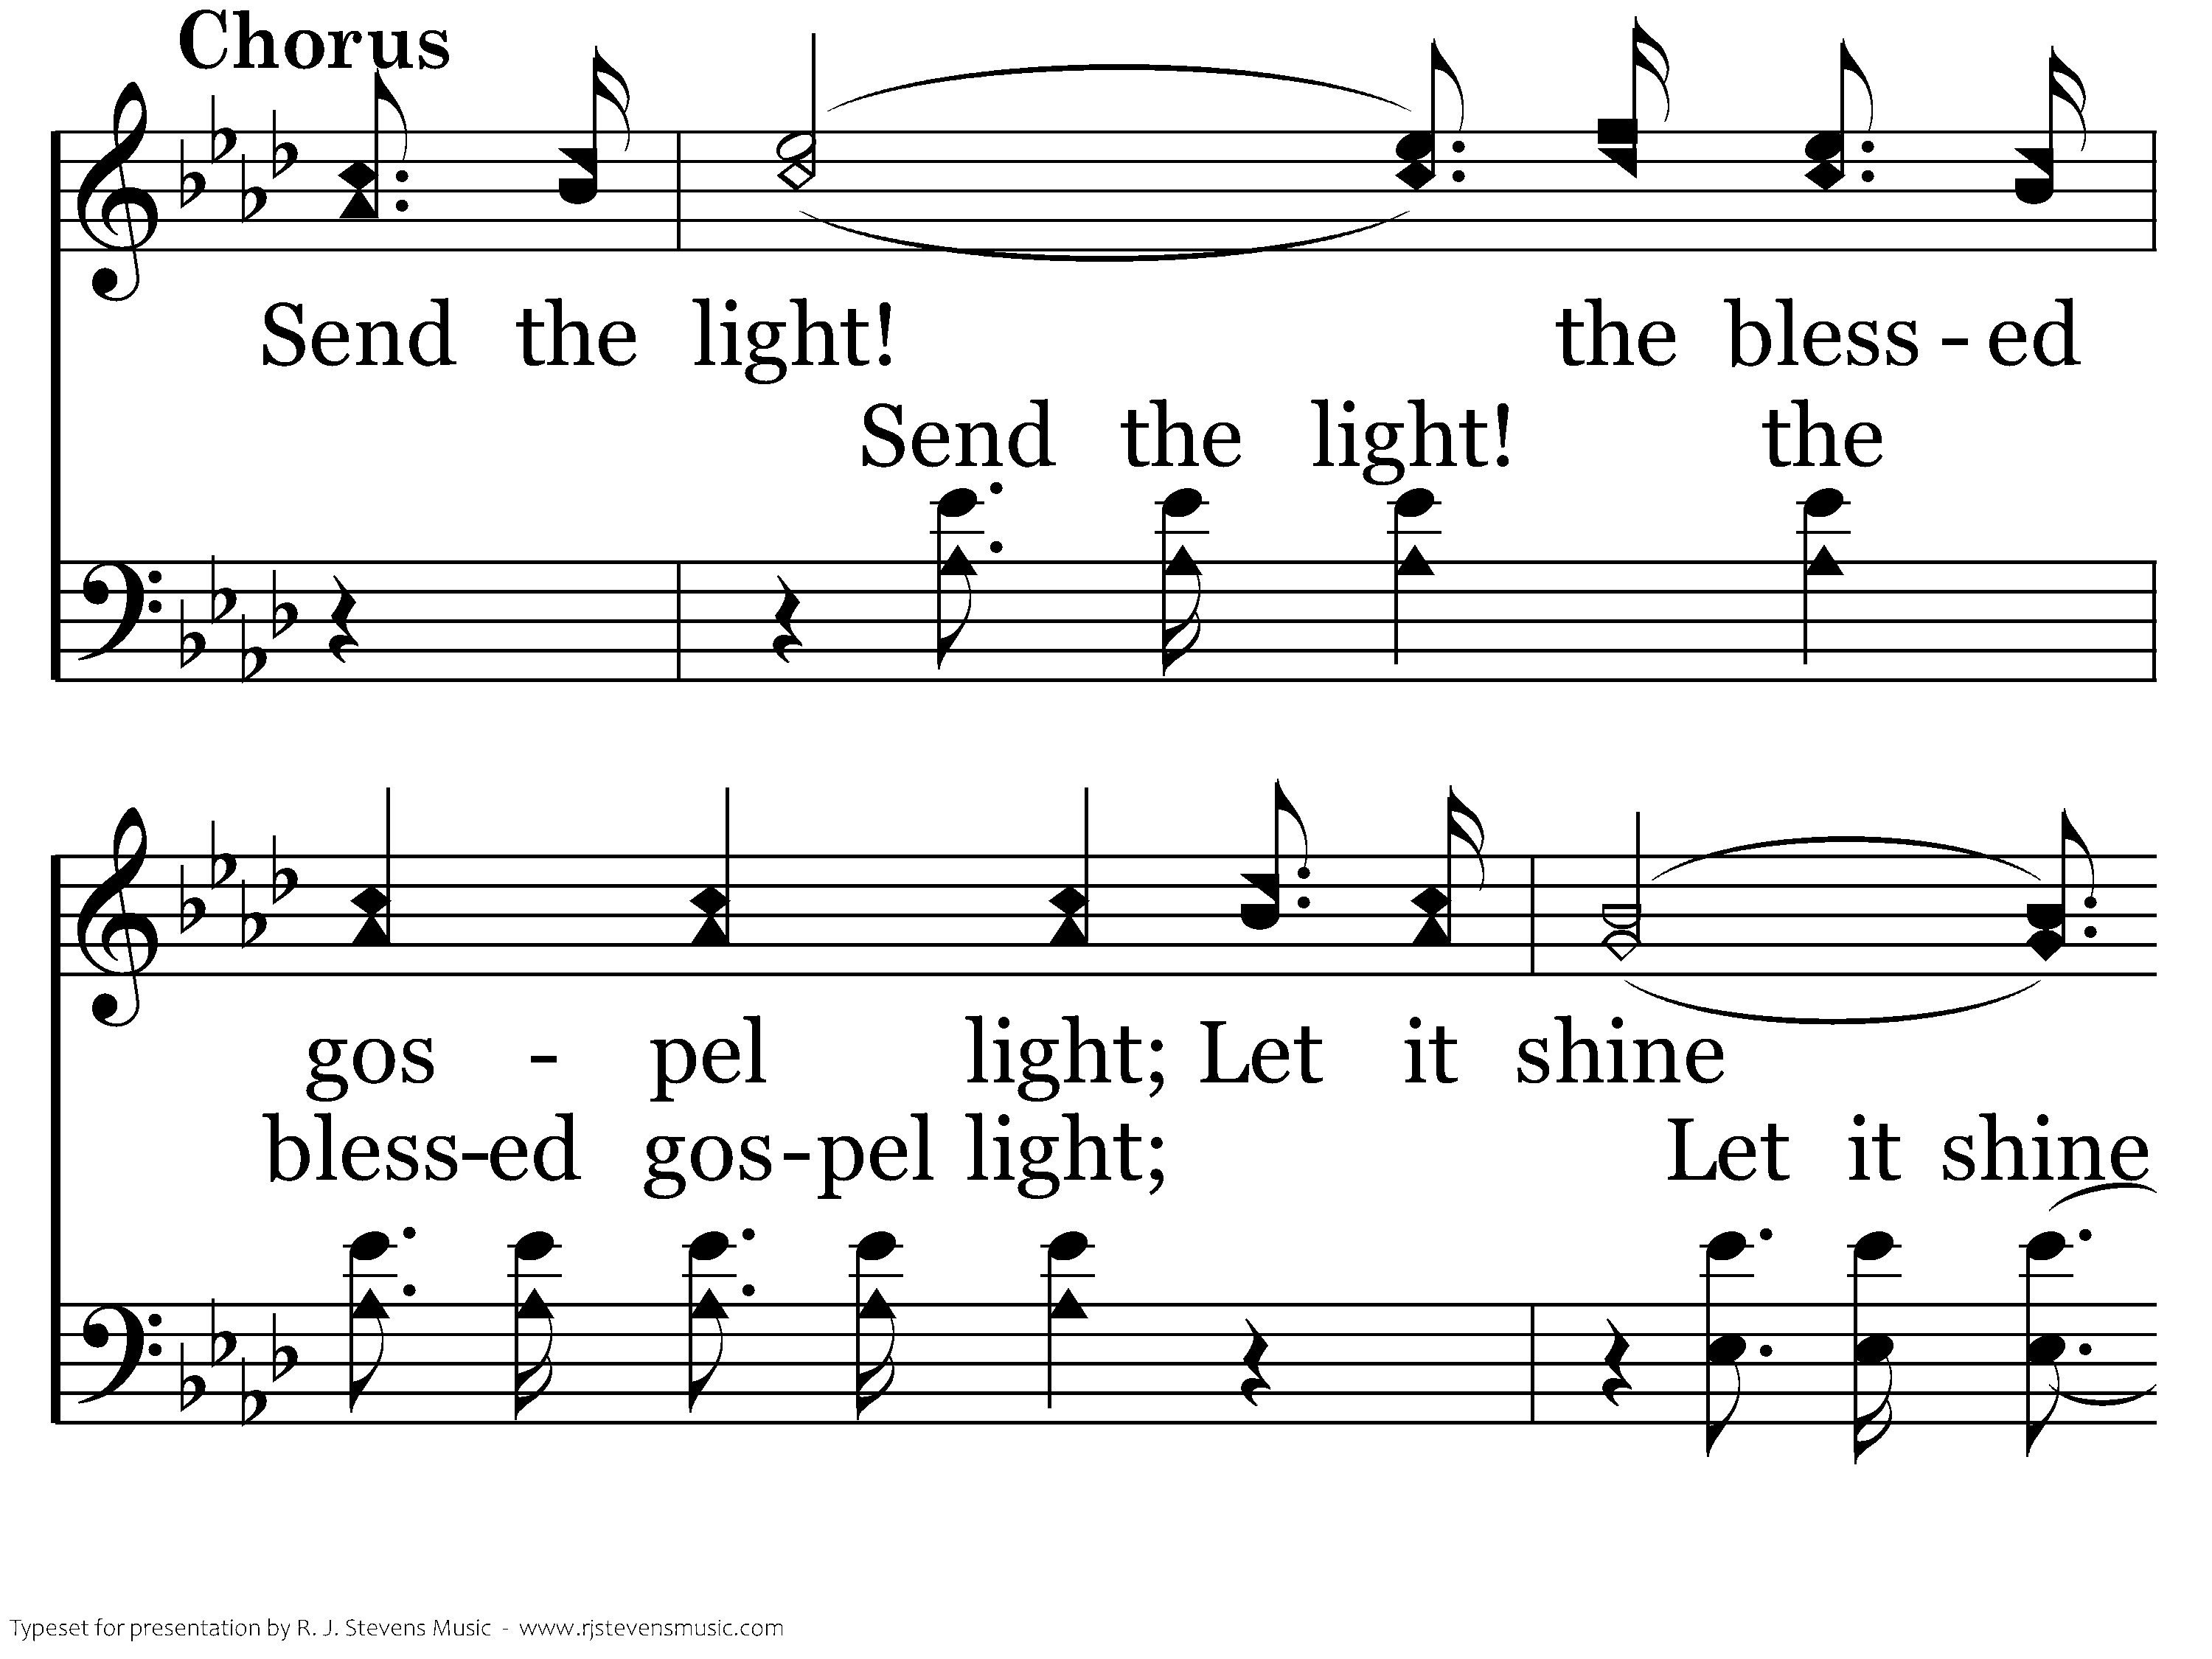 Chorus
Send the light! the bless - ed
Send the light! the
gos - pel light; Let it shine
bless-ed gos-pel light; Let it shine
Typeset for presentation by R. J. Stevens Music - www.rjstevensmusic.com